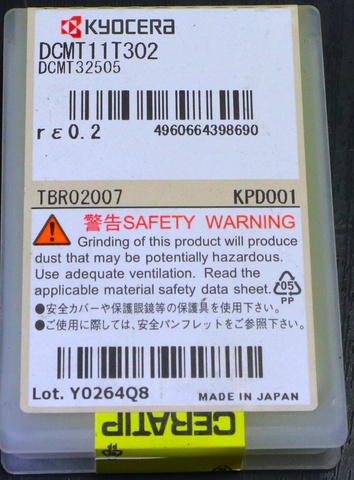 KYOCERA
DCMT11T302
DCMT32505
rε0.2
4960664398690
TBR02007 KPD001
警告SAFETY WARNING
Grinding of this product will produce
dust that may be potentially hazardous.
Use adequate ventilation. Read the
applicable material safety data sheet.
05
PP
●安全カバーや保護眼鏡等の保護具を使用下さい。
●ご使用に際しては、安全パンフレットをご参照下さい。
Lot. Y0264Q8
MADE IN JAPAN
CERATIP